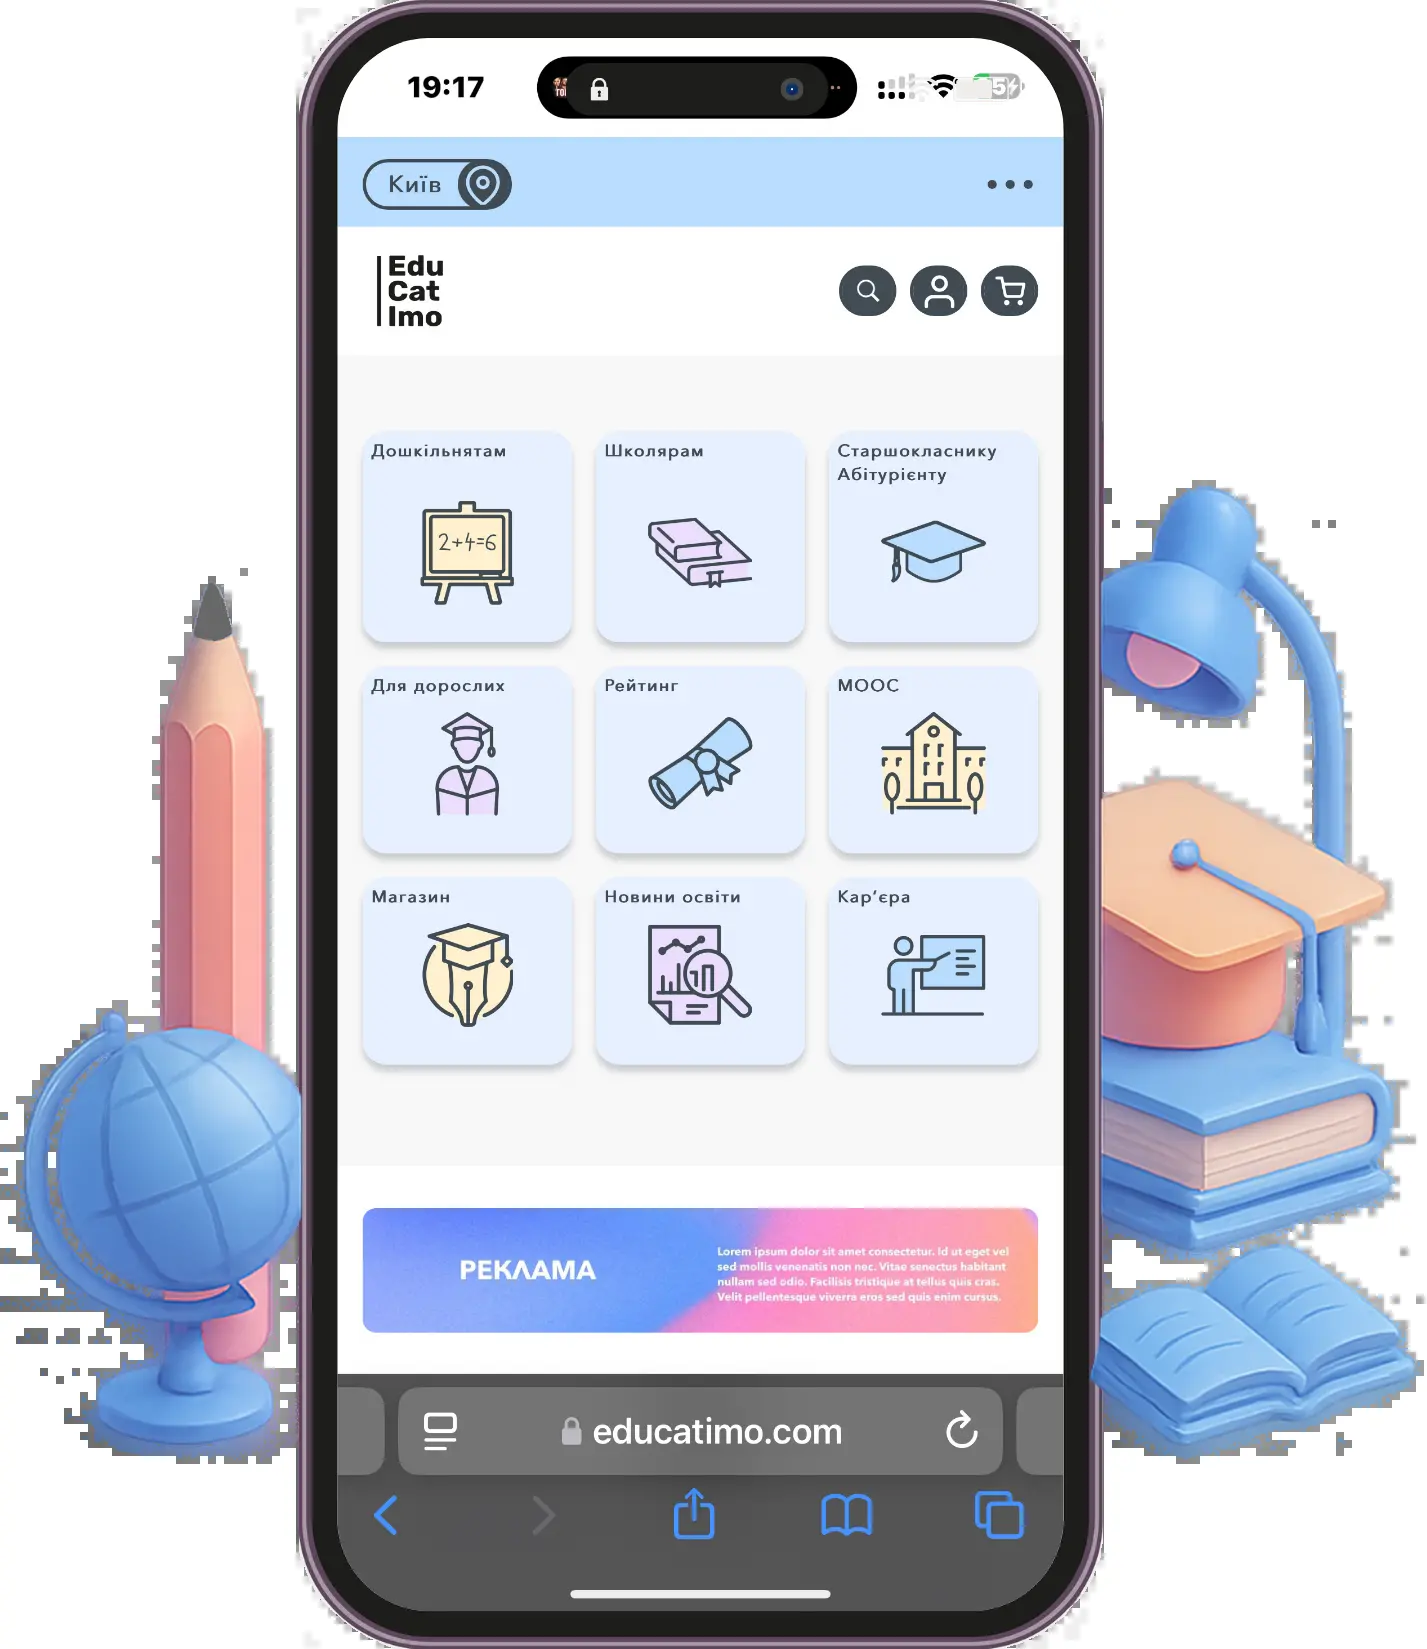 19:17
Київ
Edu
Cat
Imo
Дошкільнятам
Школярам
Старшокласнику
Абітурієнту
2+4=6
Для дорослих
Рейтинг
МООС
Магазин
Новини освіти
Кар’єра
РЕКЛАМА
Lorem ipsum dolor sit amet consectetur. Id ut eget vel
sed mollis venenatis non nec. Vitae senectus habitant
nullam sed odio. Facilisis tristique at tellus quis cras.
Velit pellentesque viverra eros sed quis enim cursus.
educatimo.com